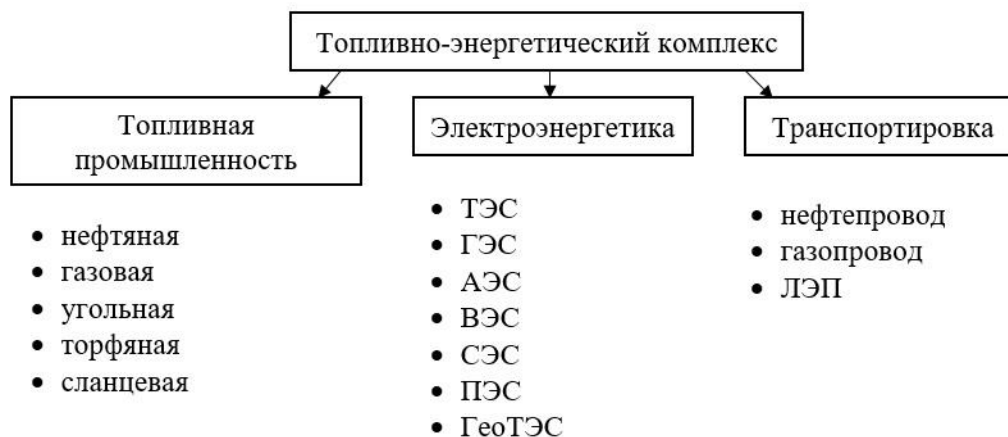 Топливно-энергетический комплекс
Топливная
промышленность
• нефтяная
• газовая
• угольная
• торфяная
• сланцевая
Электроэнергетика
• ТЭС
• ГЭС
• АЭС
• ВЭС
• СЭС
• ПЭС
• ГеоТЭС
Транспортировка
• нефтепровод
• газопровод
• ЛЭП